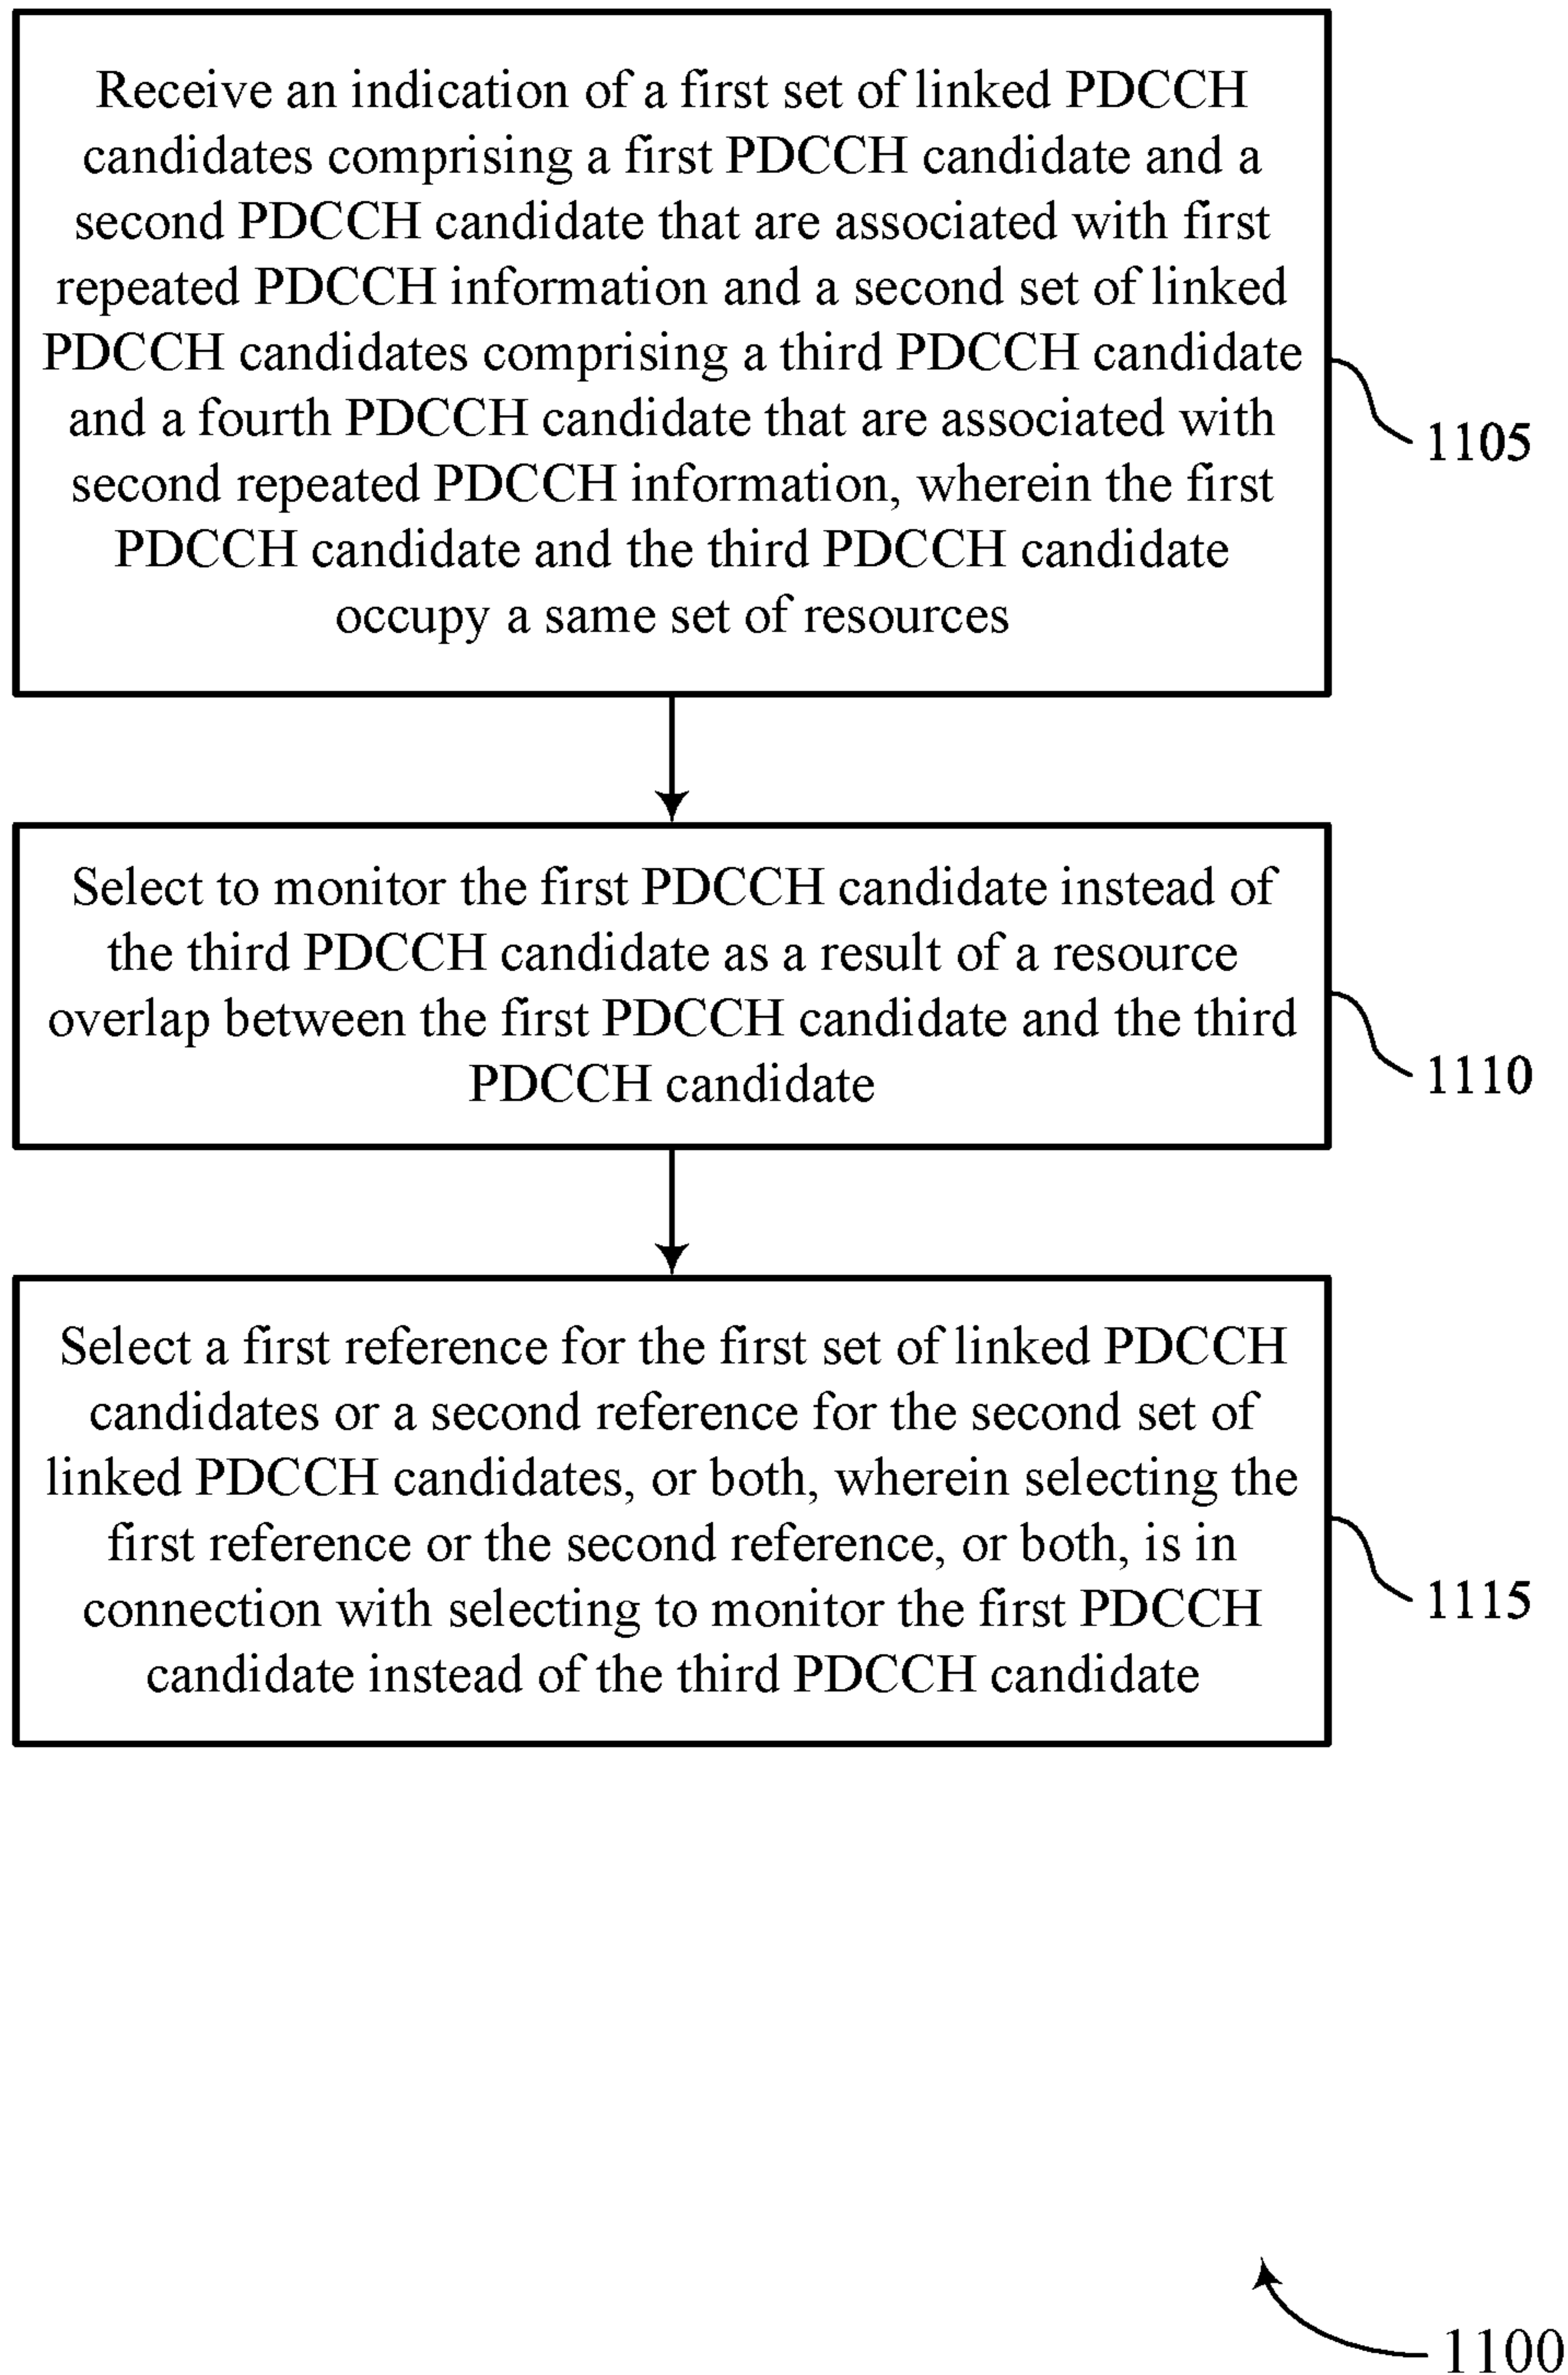 Receive an indication of a first set of linked PDCCH
candidates comprising a first PDCCH candidate and a
second PDCCH candidate that are associated with first
repeated PDCCH information and a second set of linked
PDCCH candidates comprising a third PDCCH candidate
and a fourth PDCCH candidate that are associated with
second repeated PDCCH information, wherein the first
PDCCH candidate and the third PDCCH candidate
occupy a same set of resources
1105
Select to monitor the first PDCCH candidate instead of
the third PDCCH candidate as a result of a resource
overlap between the first PDCCH candidate and the third
PDCCH candidate
1110
Select a first reference for the first set of linked PDCCH
candidates or a second reference for the second set of
linked PDCCH candidates, or both, wherein selecting the
first reference or the second reference, or both, is in
connection with selecting to monitor the first PDCCH
candidate instead of the third PDCCH candidate
1115
1100